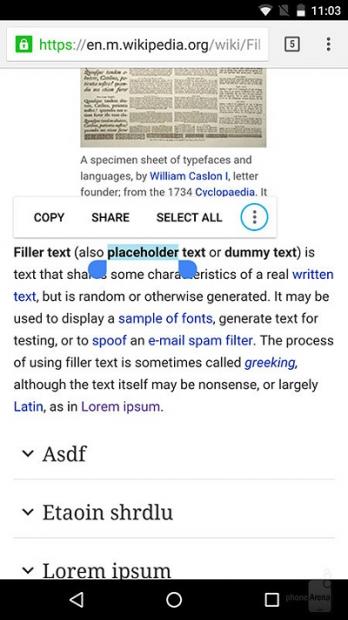 11:03
https://en.m.wikipedia.org/wiki/Fil
5
A specimen sheet of typefaces and
languages, by William Caslon I, letter
founder; from the 1734 Cyclopaedia. It
COPY SHARE SELECT ALL
Filler text (also placeholder text or dummy text) is
text that shares some characteristics of a real written
text, but is random or otherwise generated. It may be
used to display a sample of fonts, generate text for
testing, or to spoof an e-mail spam filter. The process
of using filler text is sometimes called greeking,
although the text itself may be nonsense, or largely
Latin, as in Lorem ipsum.
Asdf
Etaoin shrdlu
Lorem ipsum
phoneArena